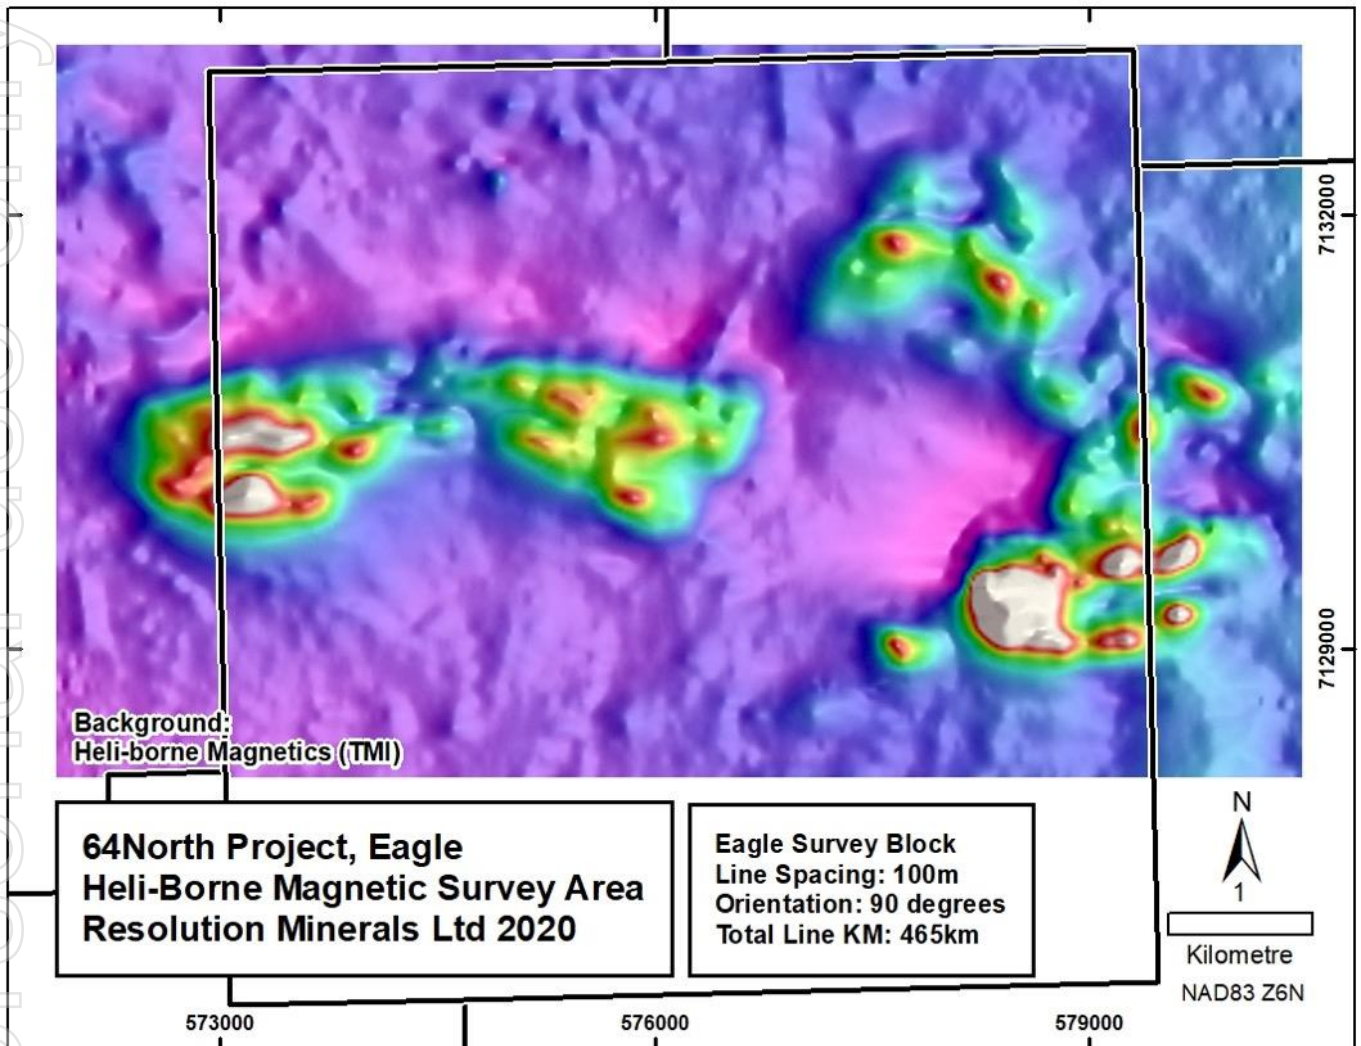 7132000
7129000
Background:
Heli-borne Magnetics (TMI)
64North Project, Eagle
Heli-Borne Magnetic Survey Area
Resolution Minerals Ltd 2020
Eagle Survey Block
Line Spacing: 100m
Orientation: 90 degrees
Total Line KM: 465km
N
1
Kilometre
NAD83 Z6N
573000
576000
579000